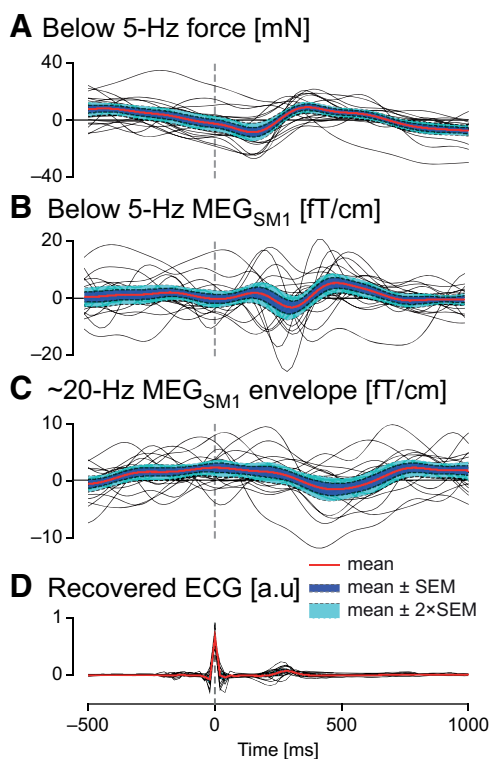 A Below 5-Hz force [mN]
40
0
–40
B Below 5-Hz MEG_SM1 [fT/cm]
20
0
–20
C ~20-Hz MEG_SM1 envelope [fT/cm]
10
0
–10
mean
D Recovered ECG [a.u]
mean ± SEM
mean ± 2×SEM
1
0
–500 0 500 1000
Time [ms]